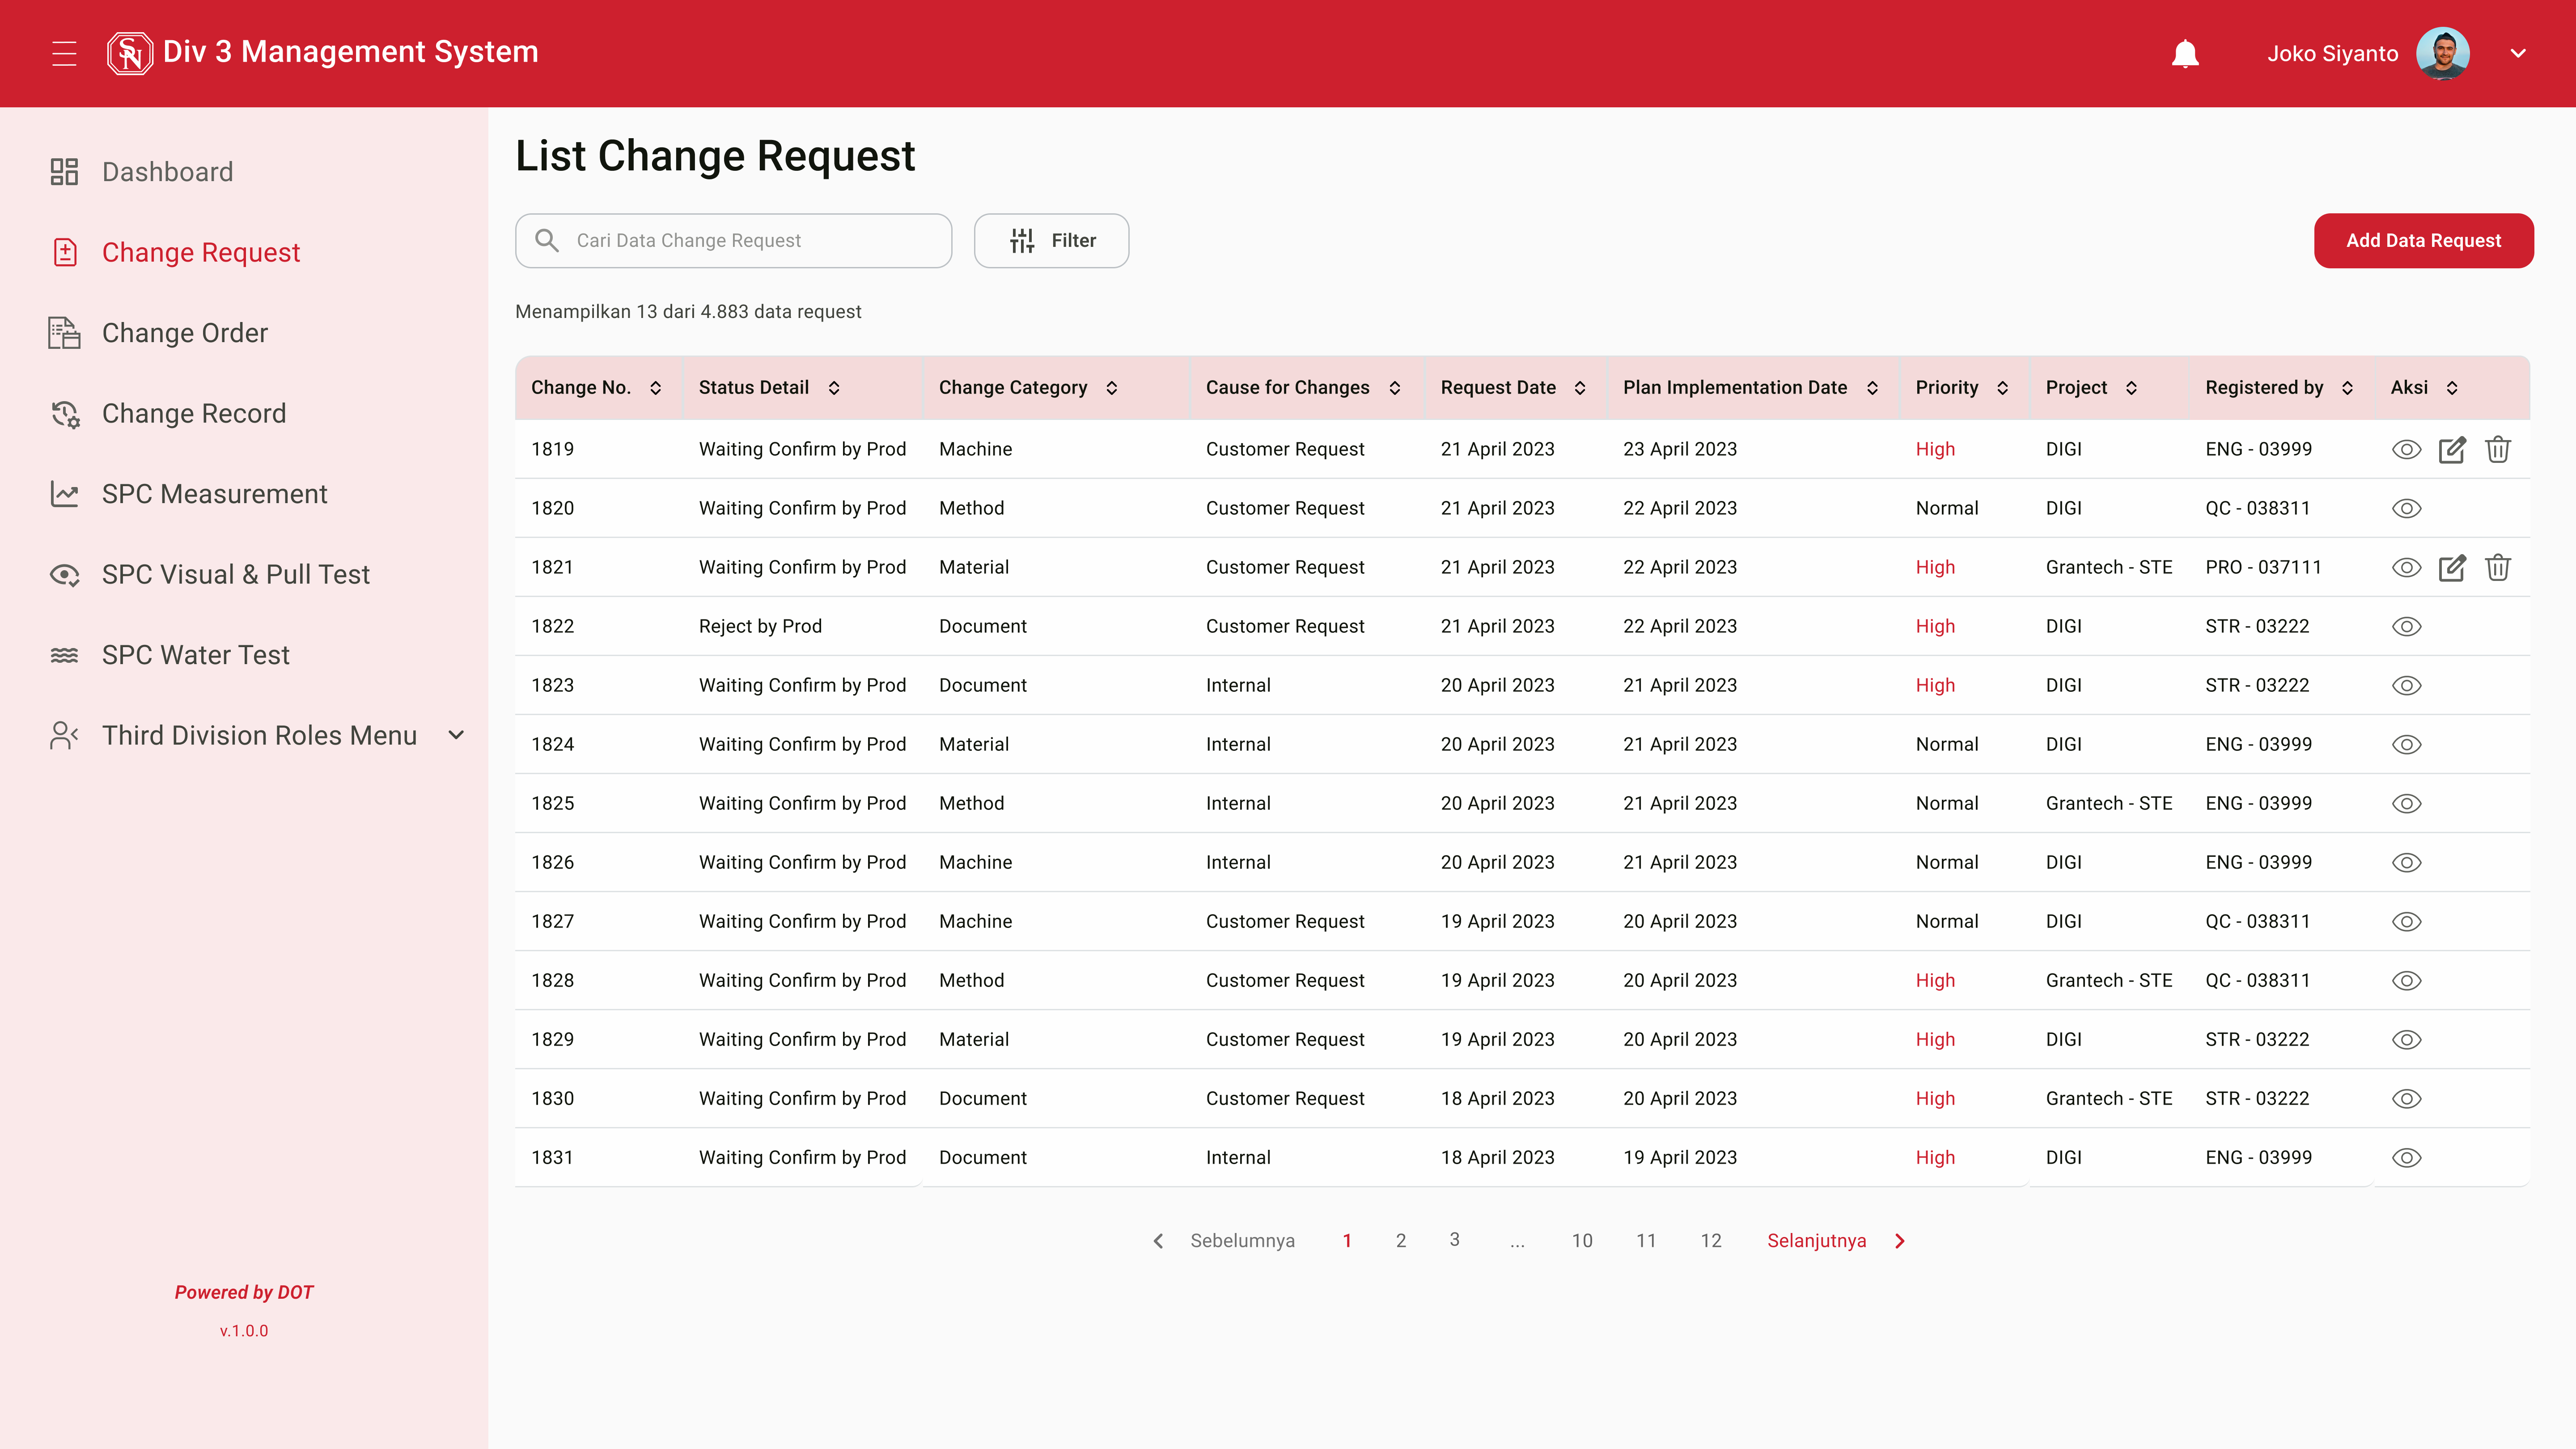 SN Div 3 Management System
Joko Siyanto
Dashboard
Change Request
Change Order
Change Record
SPC Measurement
SPC Visual & Pull Test
SPC Water Test
Third Division Roles Menu
Powered by DOT
v.1.0.0
List Change Request
Cari Data Change Request
Filter
Add Data Request
Menampilkan 13 dari 4.883 data request
Change No. Status Detail Change Category Cause for Changes Request Date Plan Implementation Date Priority Project Registered by Aksi
1819 Waiting Confirm by Prod Machine Customer Request 21 April 2023 23 April 2023 High DIGI ENG - 03999
1820 Waiting Confirm by Prod Method Customer Request 21 April 2023 22 April 2023 Normal DIGI QC - 038311
1821 Waiting Confirm by Prod Material Customer Request 21 April 2023 22 April 2023 High Grantech - STE PRO - 037111
1822 Reject by Prod Document Customer Request 21 April 2023 22 April 2023 High DIGI STR - 03222
1823 Waiting Confirm by Prod Document Internal 20 April 2023 21 April 2023 High DIGI STR - 03222
1824 Waiting Confirm by Prod Material Internal 20 April 2023 21 April 2023 Normal DIGI ENG - 03999
1825 Waiting Confirm by Prod Method Internal 20 April 2023 21 April 2023 Normal Grantech - STE ENG - 03999
1826 Waiting Confirm by Prod Machine Internal 20 April 2023 21 April 2023 Normal DIGI ENG - 03999
1827 Waiting Confirm by Prod Machine Customer Request 19 April 2023 20 April 2023 Normal DIGI QC - 038311
1828 Waiting Confirm by Prod Method Customer Request 19 April 2023 20 April 2023 High Grantech - STE QC - 038311
1829 Waiting Confirm by Prod Material Customer Request 19 April 2023 20 April 2023 High DIGI STR - 03222
1830 Waiting Confirm by Prod Document Customer Request 18 April 2023 20 April 2023 High Grantech - STE STR - 03222
1831 Waiting Confirm by Prod Document Internal 18 April 2023 19 April 2023 High DIGI ENG - 03999
Sebelumnya 1 2 3 ... 10 11 12 Selanjutnya